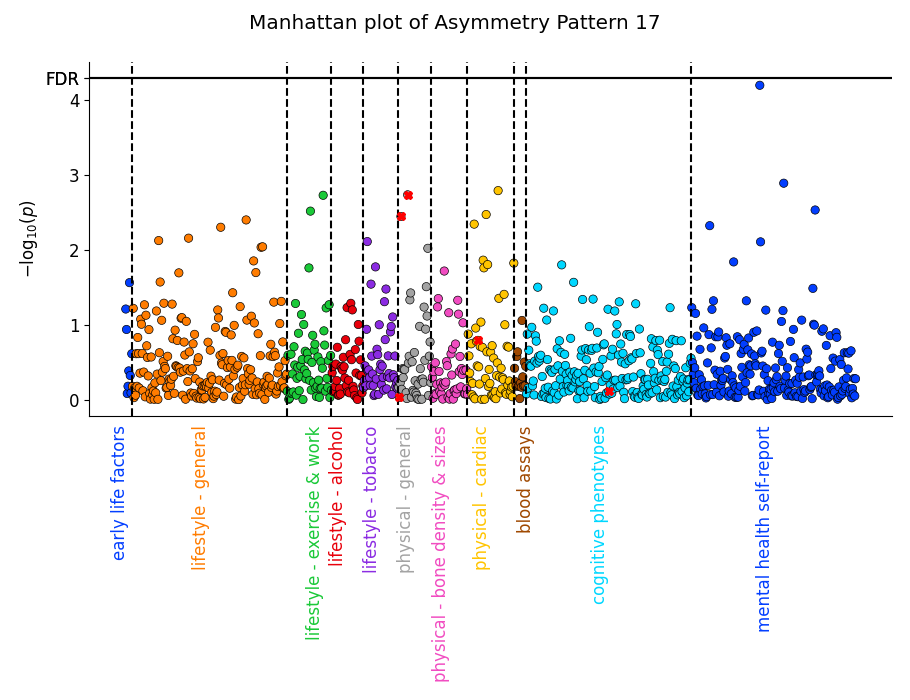 Manhattan plot of Asymmetry Pattern 17
FDR
4
3
2
1
0
−log10(p)
early life factors
lifestyle - general
lifestyle - exercise & work
lifestyle - alcohol
lifestyle - tobacco
physical - general
physical - bone density & sizes
physical - cardiac
blood assays
cognitive phenotypes
mental health self-report